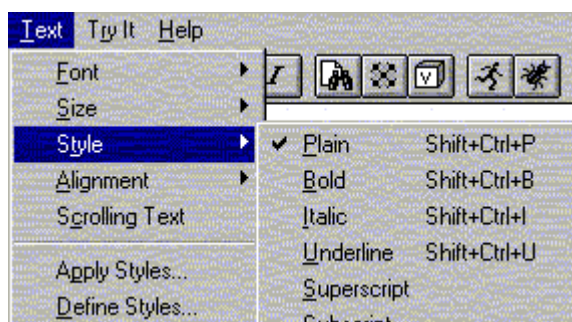 Text Try It Help
Font I
Size
Style Plain Shift+Ctrl+P
Alignment Bold Shift+Ctrl+B
Scrolling Text Italic Shift+Ctrl+I
Underline Shift+Ctrl+U
Apply Styles... Superscript
Define Styles... Subscript